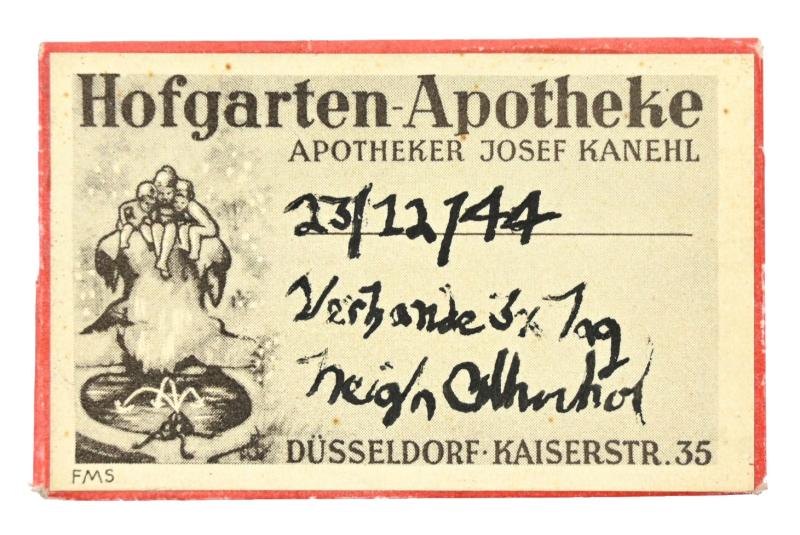 Hofgarten-Apotheke
APOTHEKER JOSEF KANEHL
23/12/44
Verbande 3x Tag
DÜSSELDORF·KAISERSTR. 35
FMS